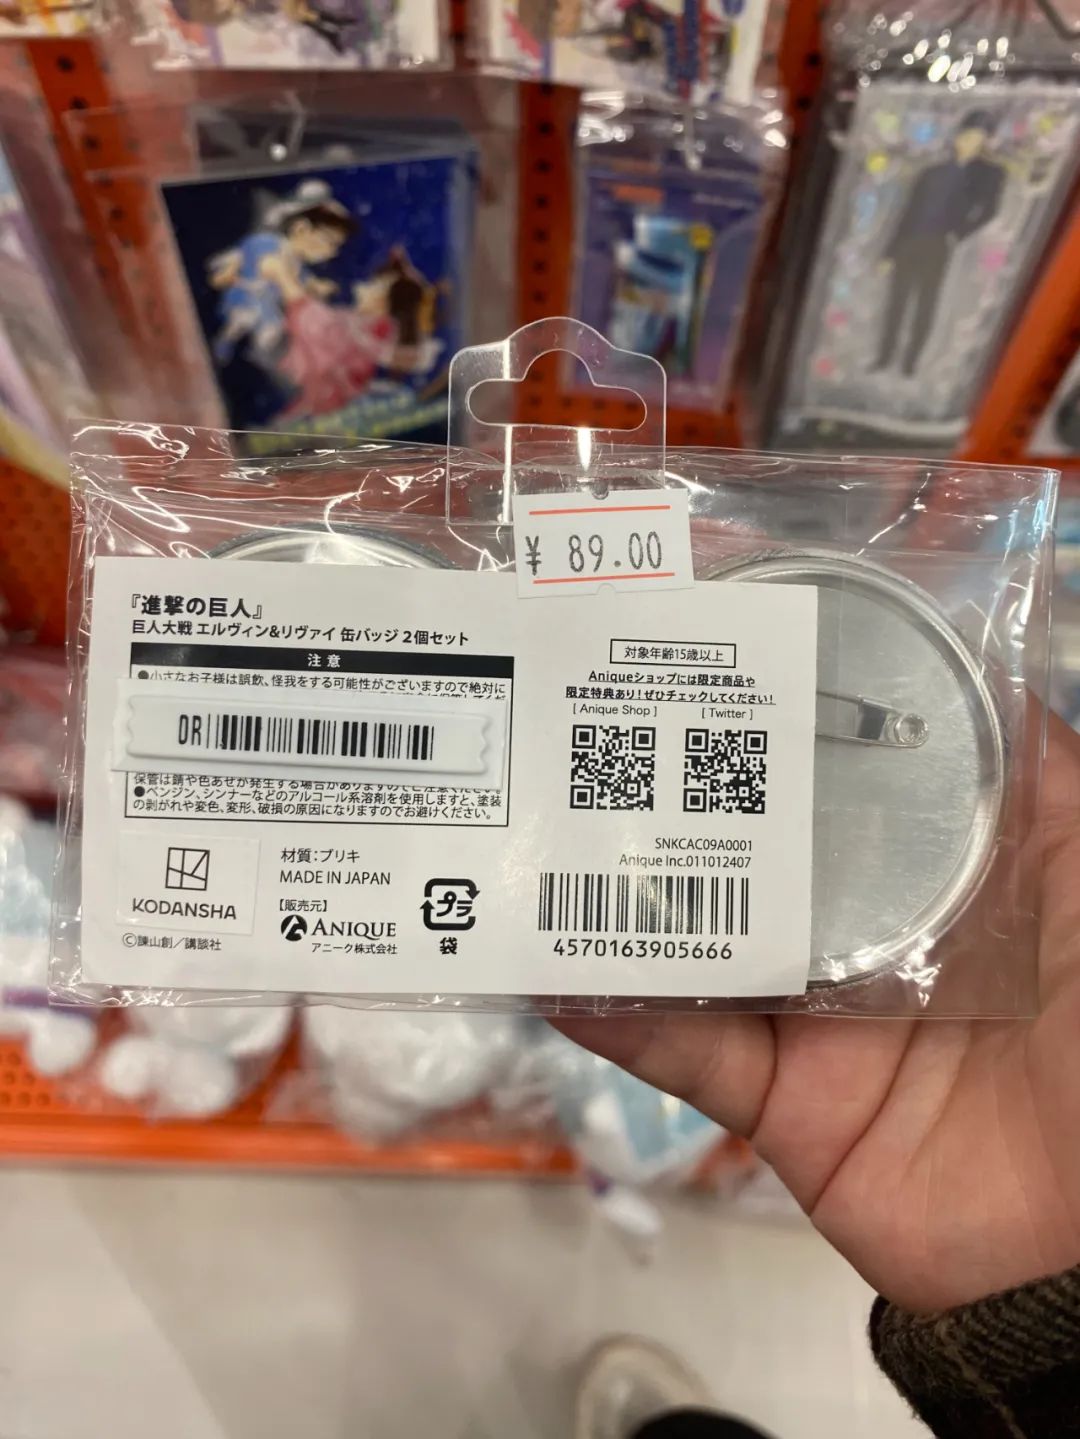 ¥ 89.00
『進撃の巨人』
巨人大戦 エルヴィン&リヴァイ 缶バッジ 2個セット
注意
●小さなお子様は誤飲、怪我をする可能性がございますので絶対に
DR
保管は錆や色あせが発生する場合がありますのでご注意ください。
●ベンジン、シンナーなどのアルコール系溶剤を使用しますと、塗装
の剥がれや変色、変形、破損の原因になりますのでお避けください。
対象年齢15歳以上
Aniqueショップには限定商品や
限定特典あり!ぜひチェックしてください!
[ Anique Shop ]
[ Twitter ]
SNKCAC09A0001
Anique Inc.011012407
4570163905666
KODANSHA
©諫山創/講談社
材質:ブリキ
MADE IN JAPAN
【販売元】
ANIQUE
アニーク株式会社
プラ
袋